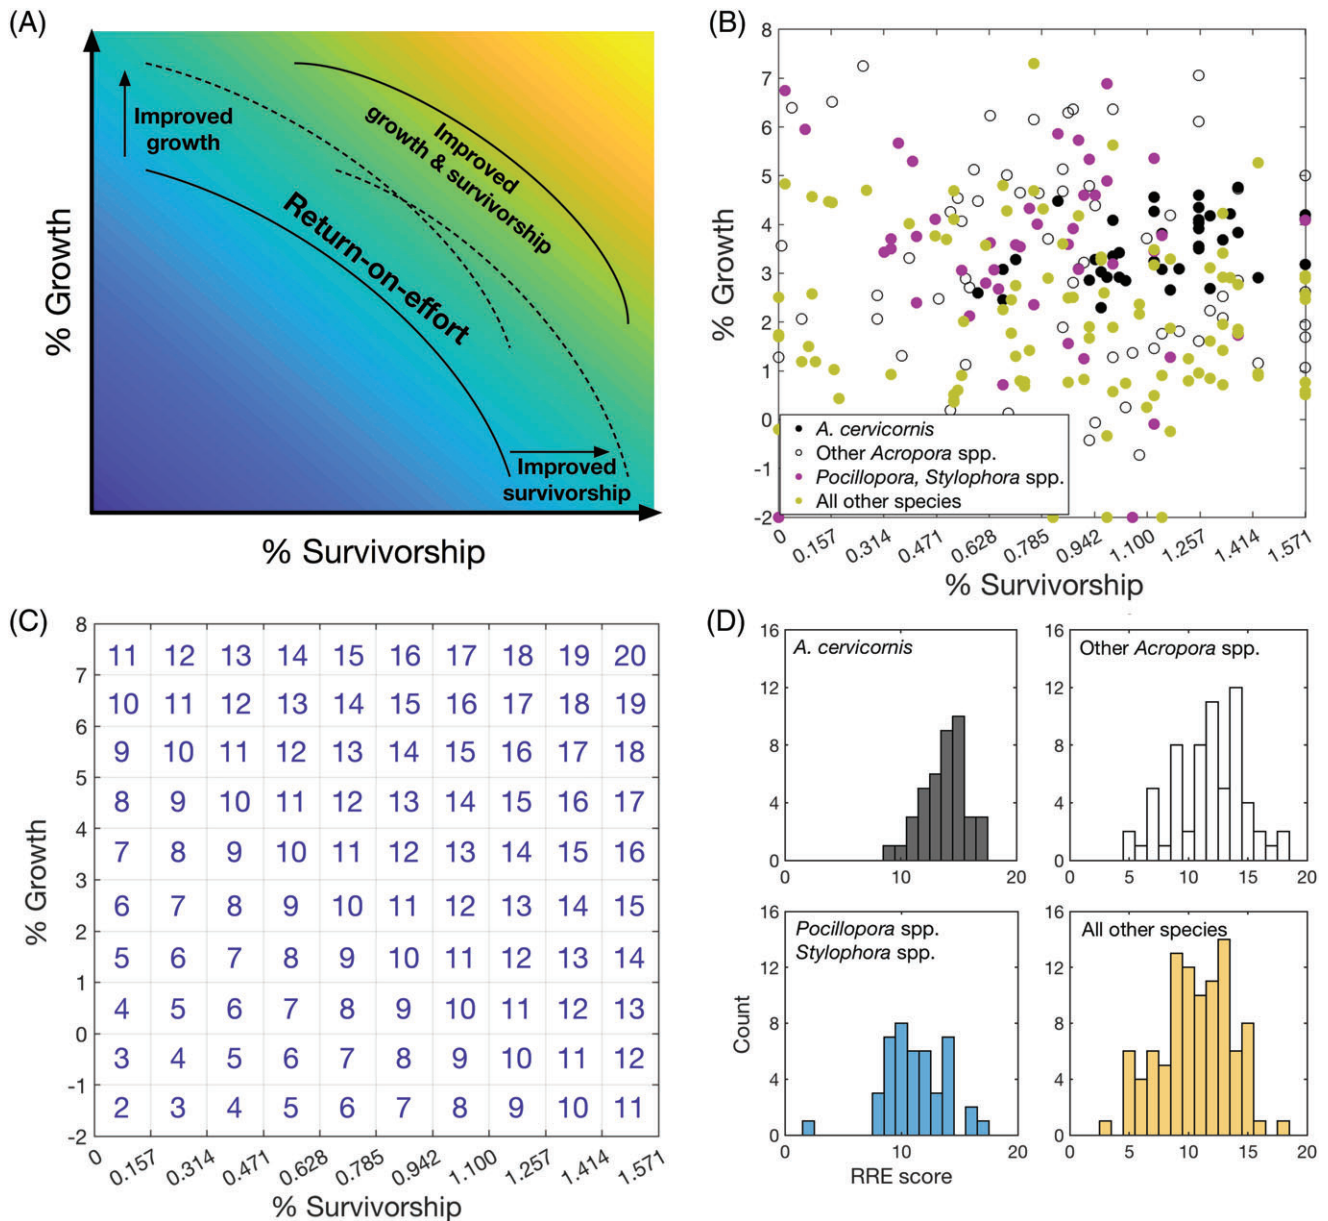 (A)
Improved
growth
Improved
growth & survivorship
Return-on-effort
Improved
survivorship
% Growth
% Survivorship
(B)
8
7
6
5
4
3
2
1
0
-1
-2
% Growth
A. cervicornis
Other Acropora spp.
Pocillopora, Stylophora spp.
All other species
0 0.157 0.314 0.471 0.628 0.785 0.942 1.100 1.257 1.414 1.571
% Survivorship
(C)
8
11 12 13 14 15 16 17 18 19 20
7
10 11 12 13 14 15 16 17 18 19
6
9 10 11 12 13 14 15 16 17 18
5
8 9 10 11 12 13 14 15 16 17
4
7 8 9 10 11 12 13 14 15 16
3
6 7 8 9 10 11 12 13 14 15
2
5 6 7 8 9 10 11 12 13 14
1
4 5 6 7 8 9 10 11 12 13
0
3 4 5 6 7 8 9 10 11 12
-1
2 3 4 5 6 7 8 9 10 11
-2
% Growth
0 0.157 0.314 0.471 0.628 0.785 0.942 1.100 1.257 1.414 1.571
% Survivorship
(D)
A. cervicornis
16
12
8
4
0
0 10 20
Other Acropora spp.
16
12
8
4
0
0 5 10 15 20
Pocillopora spp.
Stylophora spp.
16
12
8
4
0
0 10 20
RRE score
All other species
16
12
8
4
0
Count
0 5 10 15 20